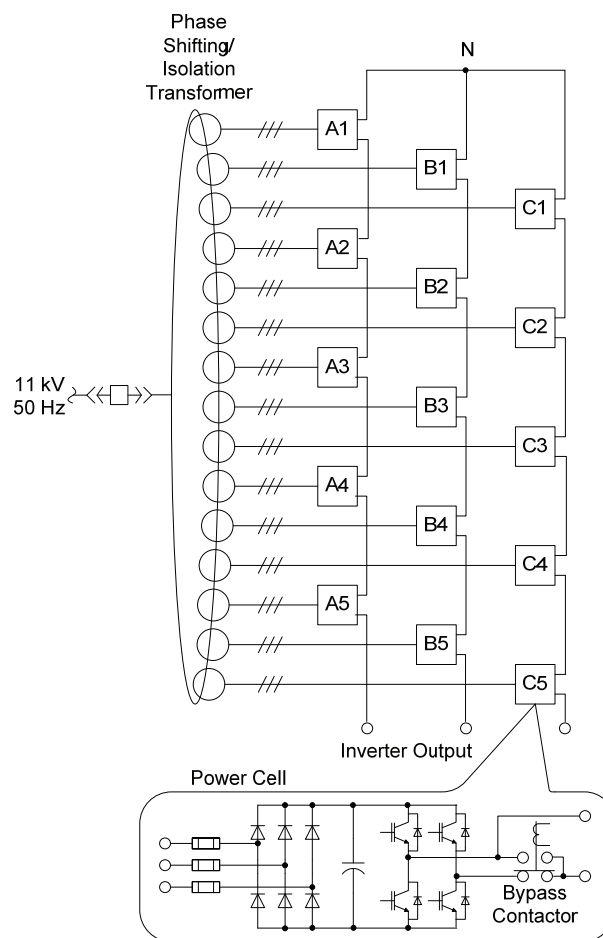 Phase
Shifting/
Isolation
Transformer
N
A1
B1
C1
A2
B2
C2
A3
11 kV
50 Hz
B3
C3
A4
B4
C4
A5
B5
C5
Inverter Output
Power Cell
Bypass
Contactor